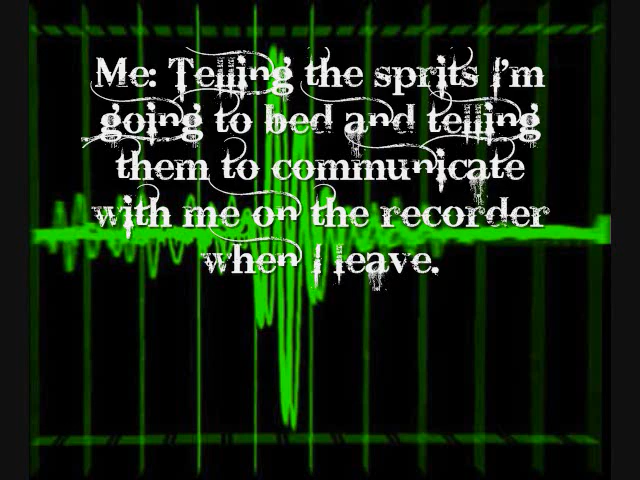 Me: Telling the sprits I'm
going to bed and telling
them to communicate
with me on the recorder
when I leave.